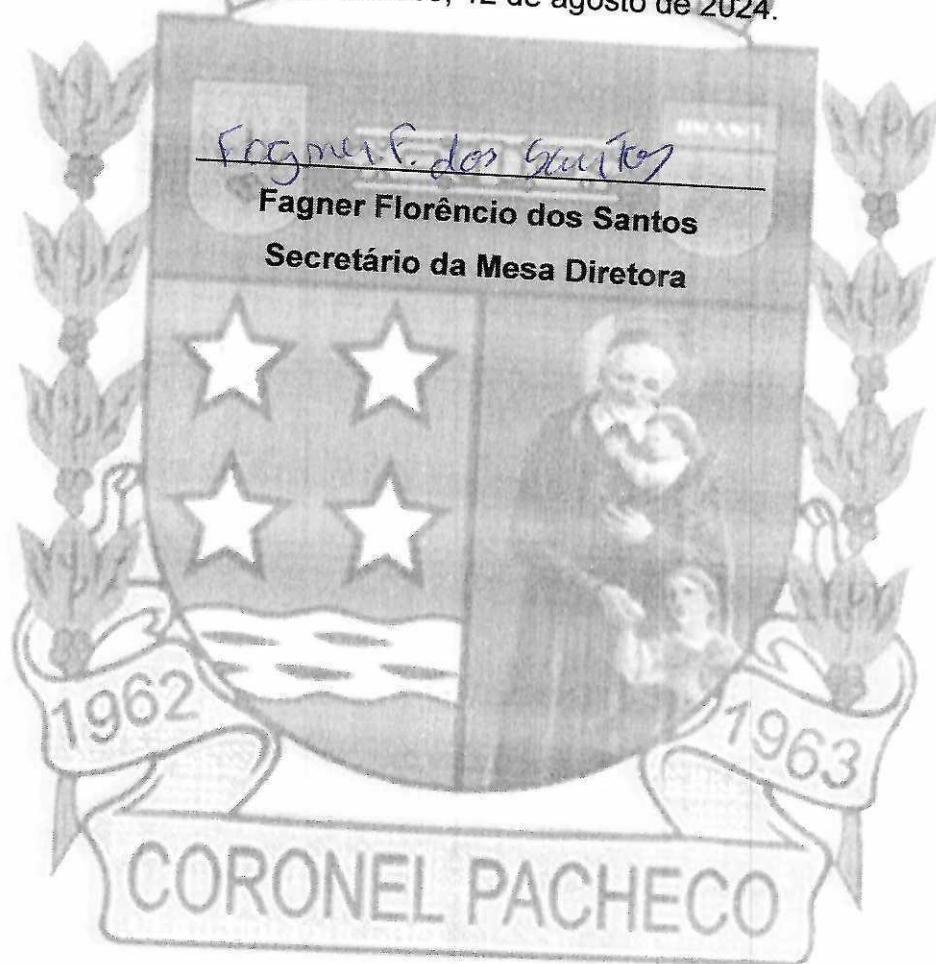 12 de agosto de 2024.
Fagner F. dos Santos
Fagner Florêncio dos Santos
Secretário da Mesa Diretora
1962
1963
CORONEL PACHECO